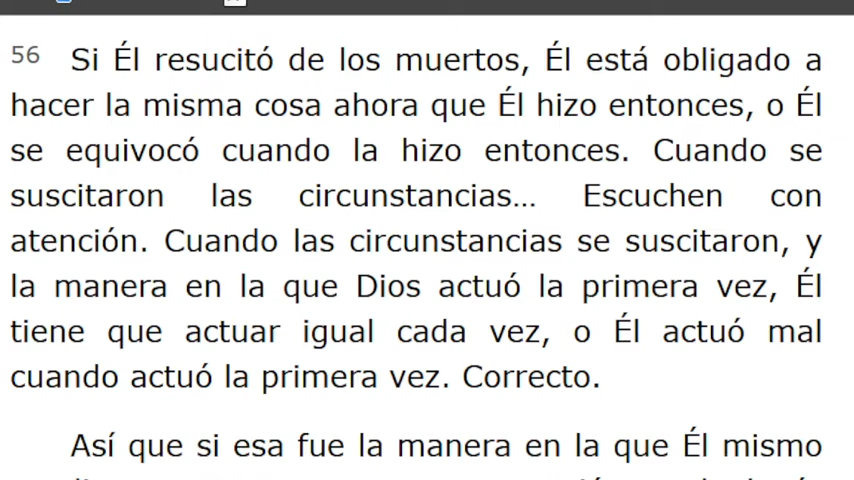 56 Si Él resucitó de los muertos, Él está obligado a
hacer la misma cosa ahora que Él hizo entonces, o Él
se equivocó cuando la hizo entonces. Cuando se
suscitaron las circunstancias... Escuchen con
atención. Cuando las circunstancias se suscitaron, y
la manera en la que Dios actuó la primera vez, Él
tiene que actuar igual cada vez, o Él actuó mal
cuando actuó la primera vez. Correcto.
Así que si esa fue la manera en la que Él mismo